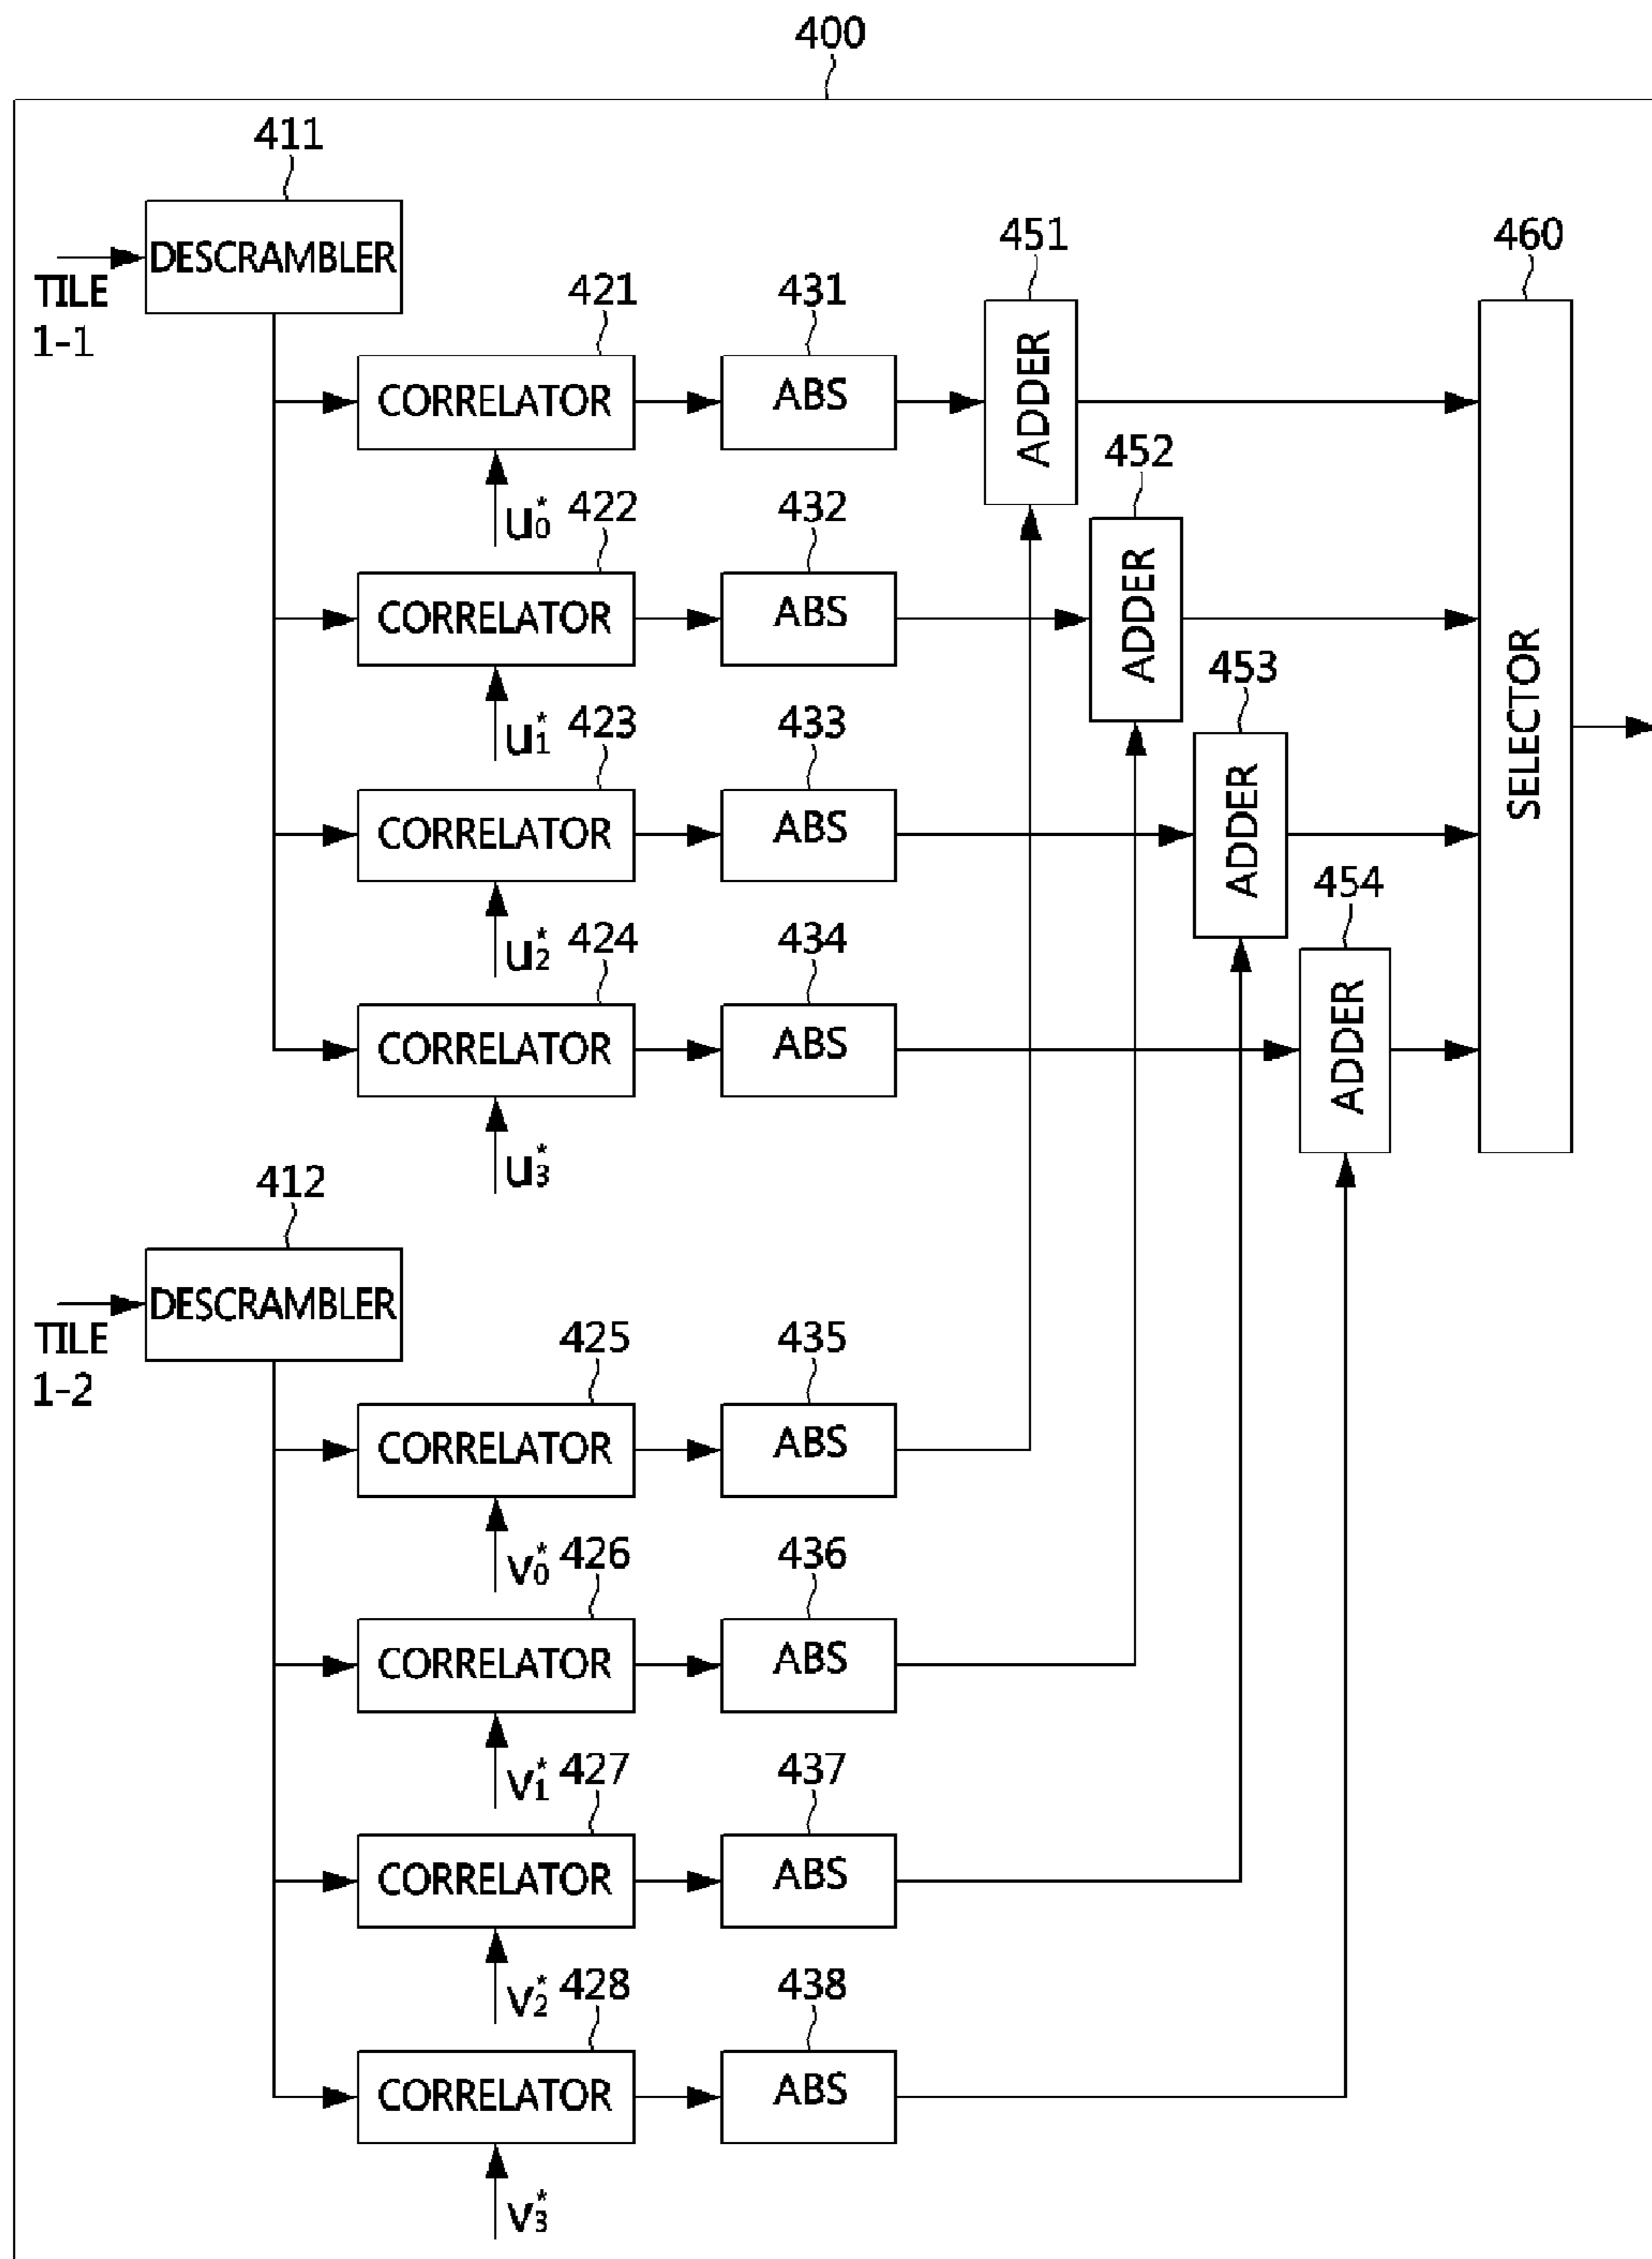 400
411
DESCRAMBLER
TILE
1-1
451
460
421
431
CORRELATOR
ABS
ADDER
u0*
452
422
432
CORRELATOR
ABS
ADDER
u1*
453
SELECTOR
423
433
CORRELATOR
ABS
ADDER
u2*
454
424
434
CORRELATOR
ABS
ADDER
u3*
412
DESCRAMBLER
TILE
1-2
425
435
CORRELATOR
ABS
v0*
426
436
CORRELATOR
ABS
v1*
427
437
CORRELATOR
ABS
v2*
428
438
CORRELATOR
ABS
v3*